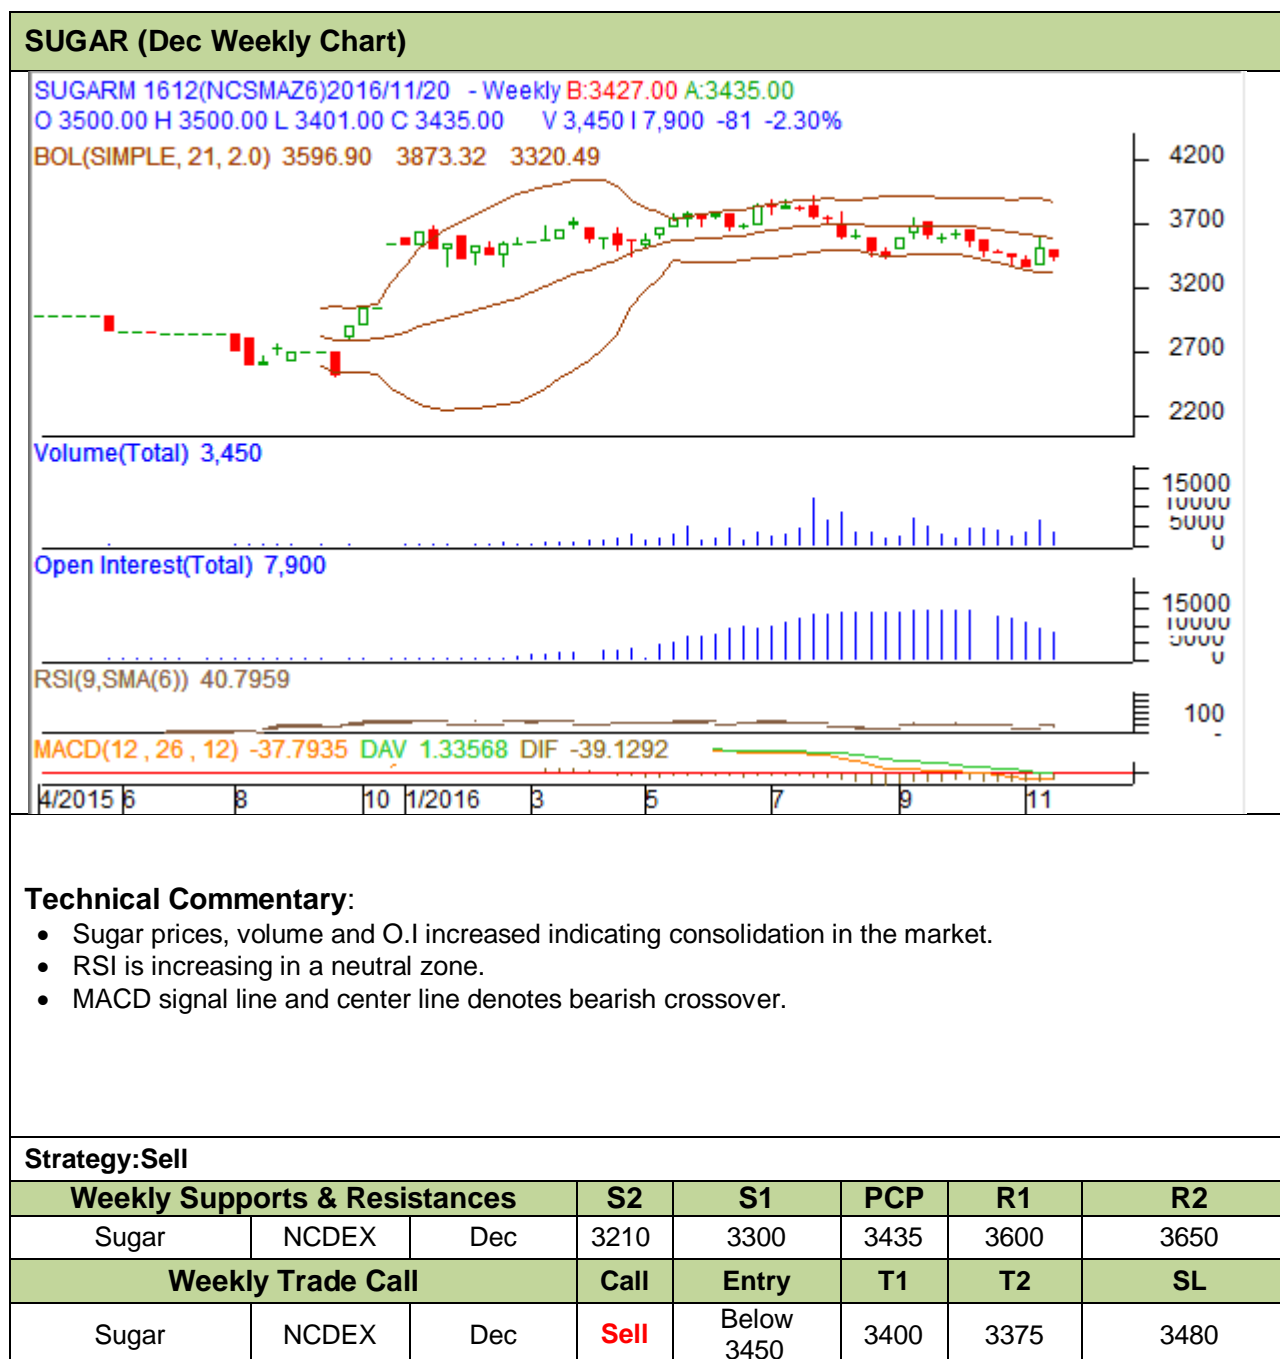 SUGAR (Dec Weekly Chart)
SUGARM 1612(NCSMAZ6)2016/11/20 - Weekly B:3427.00 A:3435.00
O 3500.00 H 3500.00 L 3401.00 C 3435.00 V 3,450 I 7,900 -81 -2.30%
BOL(SIMPLE, 21, 2.0) 3596.90 3873.32 3320.49
4200
3700
3200
2700
2200
Volume(Total) 3,450
15000
10000
5000
0
Open Interest(Total) 7,900
15000
10000
5000
0
RSI(9,SMA(6)) 40.7959
100
MACD(12 , 26 , 12) -37.7935 DAV 1.33568 DIF -39.1292
4/2015 6 8 10 1/2016 3 5 7 9 11
Technical Commentary:
• Sugar prices, volume and O.I increased indicating consolidation in the market.
• RSI is increasing in a neutral zone.
• MACD signal line and center line denotes bearish crossover.
Strategy:Sell
Weekly Supports & Resistances S2 S1 PCP R1 R2
Sugar NCDEX Dec 3210 3300 3435 3600 3650
Weekly Trade Call Call Entry T1 T2 SL
Sugar NCDEX Dec Sell Below 3450 3400 3375 3480